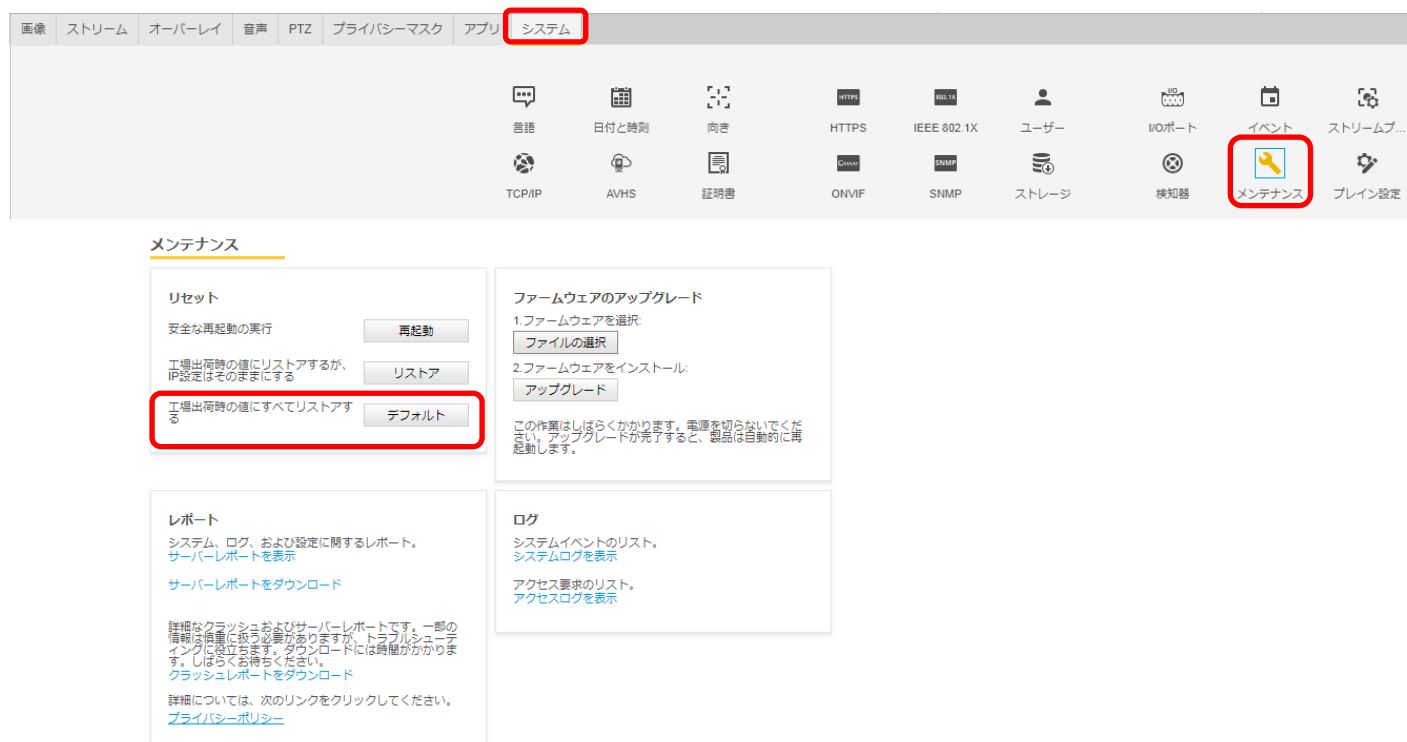 画像 ストリーム オーバーレイ 音声 PTZ プライバシーマスク アプリ システム
HTTPS 802.1X I/O
言語 日付と時刻 向き HTTPS IEEE 802.1X ユーザー I/Oポート イベント ストリームプ...
Onvif SNMP
TCP/IP AVHS 証明書 ONVIF SNMP ストレージ 検知器 メンテナンス プレイン設定
メンテナンス
リセット
安全な再起動の実行 再起動
工場出荷時の値にリストアするが、
IP設定はそのままにする リストア
工場出荷時の値にすべてリストアす
る デフォルト
ファームウェアのアップグレード
1.ファームウェアを選択:
ファイルの選択
2.ファームウェアをインストール:
アップグレード
この作業はしばらくかかります。電源を切らないでくだ
さい。アップグレードが完了すると、製品は自動的に再
起動します。
レポート
システム、ログ、および設定に関するレポート。
サーバーレポートを表示
サーバーレポートをダウンロード
詳細なクラッシュおよびサーバーレポートです。一部の
情報は慎重に扱う必要がありますが、トラブルシューテ
ィングに役立ちます。ダウンロードには時間がかかりま
す。しばらくお待ちください。
クラッシュレポートをダウンロード
詳細については、次のリンクをクリックしてください。
プライバシーポリシー
ログ
システムイベントのリスト。
システムログを表示
アクセス要求のリスト。
アクセスログを表示